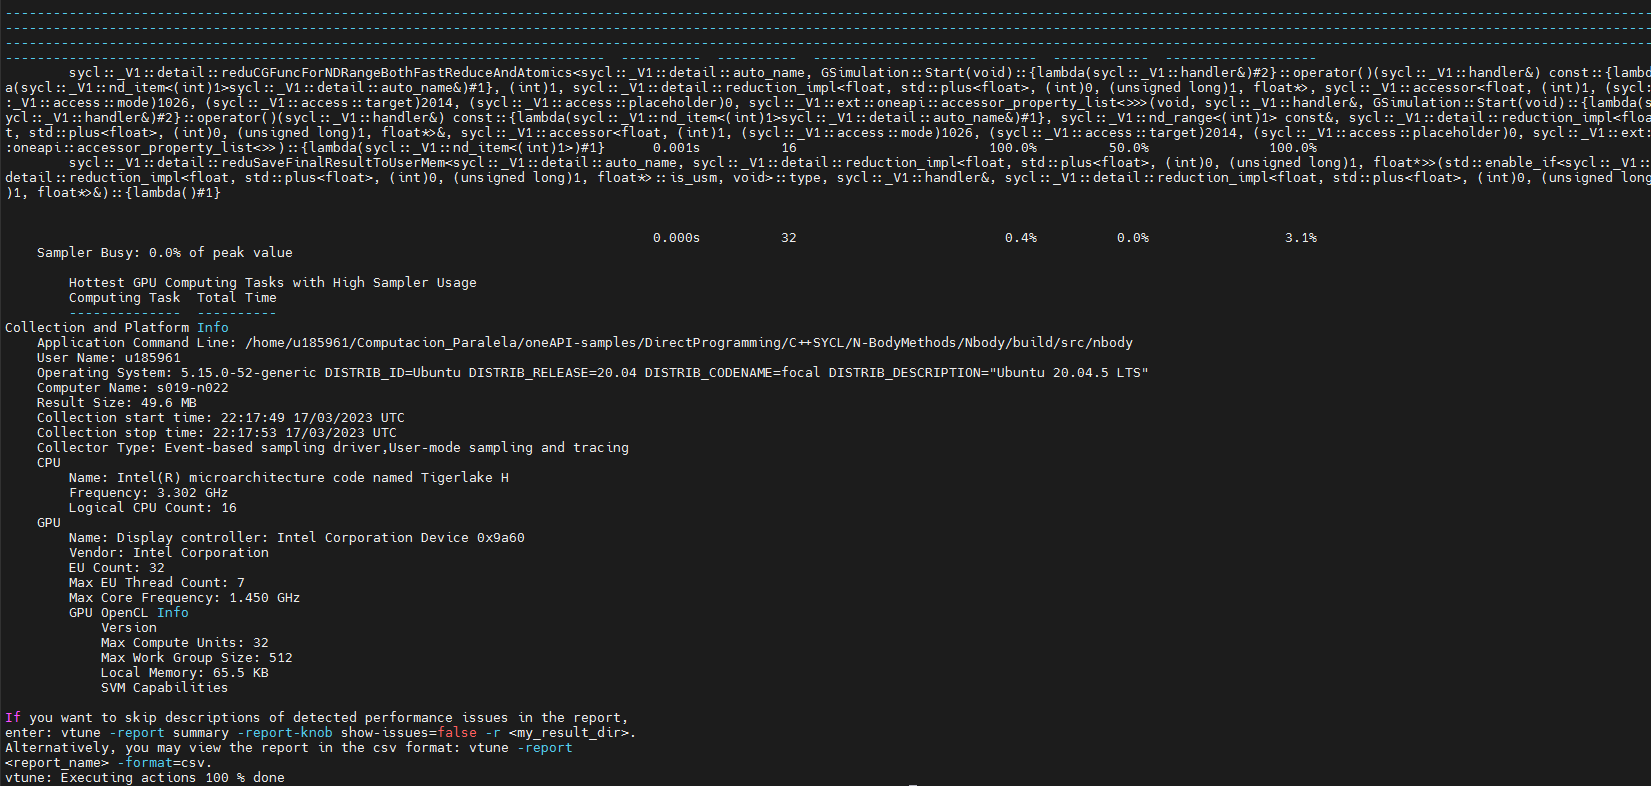 sycl::_V1::detail::reduCGFuncForNDRangeBothFastReduceAndAtomics<sycl::_V1::detail::auto_name, GSimulation::Start(void)::{lambda(sycl::_V1::handler&)#2}::operator()(sycl::_V1::handler&) const::{lambd
a(sycl::_V1::nd_item<(int)1>sycl::_V1::detail::auto_name&)#1}, (int)1, sycl::_V1::detail::reduction_impl<float, std::plus<float>, (int)0, (unsigned long)1, float*>, sycl::_V1::accessor<float, (int)1, (sycl:
:_V1::access::mode)1026, (sycl::_V1::access::target)2014, (sycl::_V1::access::placeholder)0, sycl::_V1::ext::oneapi::accessor_property_list<>>>(void, sycl::_V1::handler&, GSimulation::Start(void)::{lambda(s
ycl::_V1::handler&)#2}::operator()(sycl::_V1::handler&) const::{lambda(sycl::_V1::nd_item<(int)1>sycl::_V1::detail::auto_name&)#1}, sycl::_V1::nd_range<(int)1> const&, sycl::_V1::detail::reduction_impl<floa
t, std::plus<float>, (int)0, (unsigned long)1, float*>&, sycl::_V1::accessor<float, (int)1, (sycl::_V1::access::mode)1026, (sycl::_V1::access::target)2014, (sycl::_V1::access::placeholder)0, sycl::_V1::ext:
:oneapi::accessor_property_list<>>)::{lambda(sycl::_V1::nd_item<(int)1>)#1} 0.001s 16 100.0% 50.0% 100.0%
sycl::_V1::detail::reduSaveFinalResultToUserMem<sycl::_V1::detail::auto_name, sycl::_V1::detail::reduction_impl<float, std::plus<float>, (int)0, (unsigned long)1, float*>>(std::enable_if<sycl::_V1::
detail::reduction_impl<float, std::plus<float>, (int)0, (unsigned long)1, float*>::is_usm, void>::type, sycl::_V1::handler&, sycl::_V1::detail::reduction_impl<float, std::plus<float>, (int)0, (unsigned long
)1, float*>&)::{lambda()#1}
0.000s 32 0.4% 0.0% 3.1%
Sampler Busy: 0.0% of peak value
Hottest GPU Computing Tasks with High Sampler Usage
Computing Task Total Time
-------------- ----------
Collection and Platform Info
Application Command Line: /home/u185961/Computacion_Paralela/oneAPI-samples/DirectProgramming/C++SYCL/N-BodyMethods/Nbody/build/src/nbody
User Name: u185961
Operating System: 5.15.0-52-generic DISTRIB_ID=Ubuntu DISTRIB_RELEASE=20.04 DISTRIB_CODENAME=focal DISTRIB_DESCRIPTION="Ubuntu 20.04.5 LTS"
Computer Name: s019-n022
Result Size: 49.6 MB
Collection start time: 22:17:49 17/03/2023 UTC
Collection stop time: 22:17:53 17/03/2023 UTC
Collector Type: Event-based sampling driver,User-mode sampling and tracing
CPU
Name: Intel(R) microarchitecture code named Tigerlake H
Frequency: 3.302 GHz
Logical CPU Count: 16
GPU
Name: Display controller: Intel Corporation Device 0x9a60
Vendor: Intel Corporation
EU Count: 32
Max EU Thread Count: 7
Max Core Frequency: 1.450 GHz
GPU OpenCL Info
Version
Max Compute Units: 32
Max Work Group Size: 512
Local Memory: 65.5 KB
SVM Capabilities
If you want to skip descriptions of detected performance issues in the report,
enter: vtune -report summary -report-knob show-issues=false -r <my_result_dir>.
Alternatively, you may view the report in the csv format: vtune -report
<report_name> -format=csv.
vtune: Executing actions 100 % done